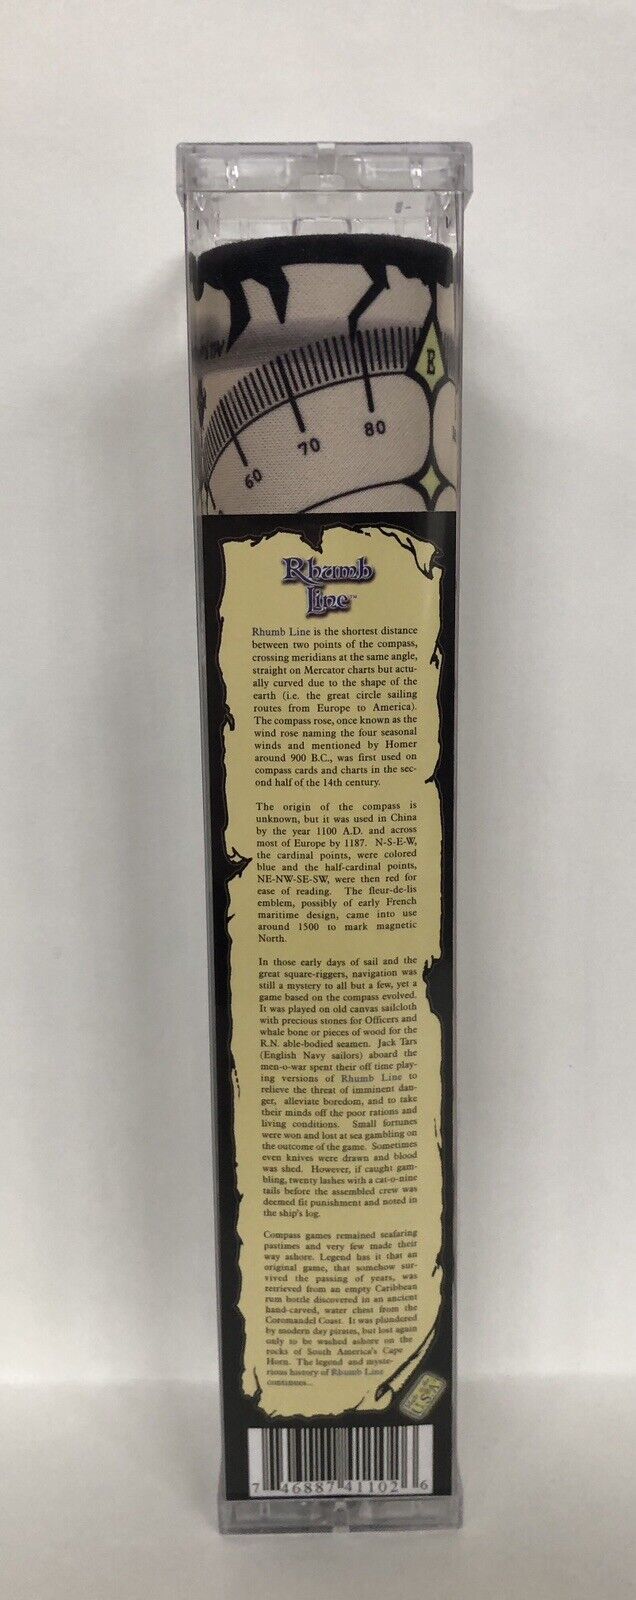 B
60
70
80
Rhumb
Line™
Rhumb Line is the shortest distance
between two points of the compass,
crossing meridians at the same angle,
straight on Mercator charts but actu-
ally curved due to the shape of the
earth (i.e. the great circle sailing
routes from Europe to America).
The compass rose, once known as the
wind rose naming the four seasonal
winds and mentioned by Homer
around 900 B.C., was first used on
compass cards and charts in the sec-
ond half of the 14th century.
The origin of the compass is
unknown, but it was used in China
by the year 1100 A.D. and across
most of Europe by 1187. N-S-E-W,
the cardinal points, were colored
blue and the half-cardinal points,
NE-NW-SE-SW, were then red for
ease of reading. The fleur-de-lis
emblem, possibly of early French
maritime design, came into use
around 1500 to mark magnetic
North.
In those early days of sail and the
great square-riggers, navigation was
still a mystery to all but a few, yet a
game based on the compass evolved.
It was played on old canvas sailcloth
with precious stones for Officers and
whale bone or pieces of wood for the
R.N. able-bodied seamen. Jack Tars
(English Navy sailors) aboard the
men-o-war spent their off time play-
ing versions of Rhumb Line to
relieve the threat of imminent dan-
ger, alleviate boredom, and to take
their minds off the poor rations and
living conditions. Small fortunes
were won and lost at sea gambling on
the outcome of the game. Sometimes
even knives were drawn and blood
was shed. However, if caught gam-
bling, twenty lashes with a cat-o-nine
tails before the assembled crew was
deemed fit punishment and noted in
the ship's log.
Compass games remained seafaring
pastimes and very few made their
way ashore. Legend has it that an
original game, that somehow sur-
vived the passing of years, was
retrieved from an empty Caribbean
rum bottle discovered in an ancient
hand-carved, water chest from the
Coromandel Coast. It was plundered
by modern day pirates, but lost again
only to be washed ashore on the
rocks of South America's Cape
Horn. The legend and myste-
rious history of Rhumb Line
continues...
USA
7 46887 41102 6